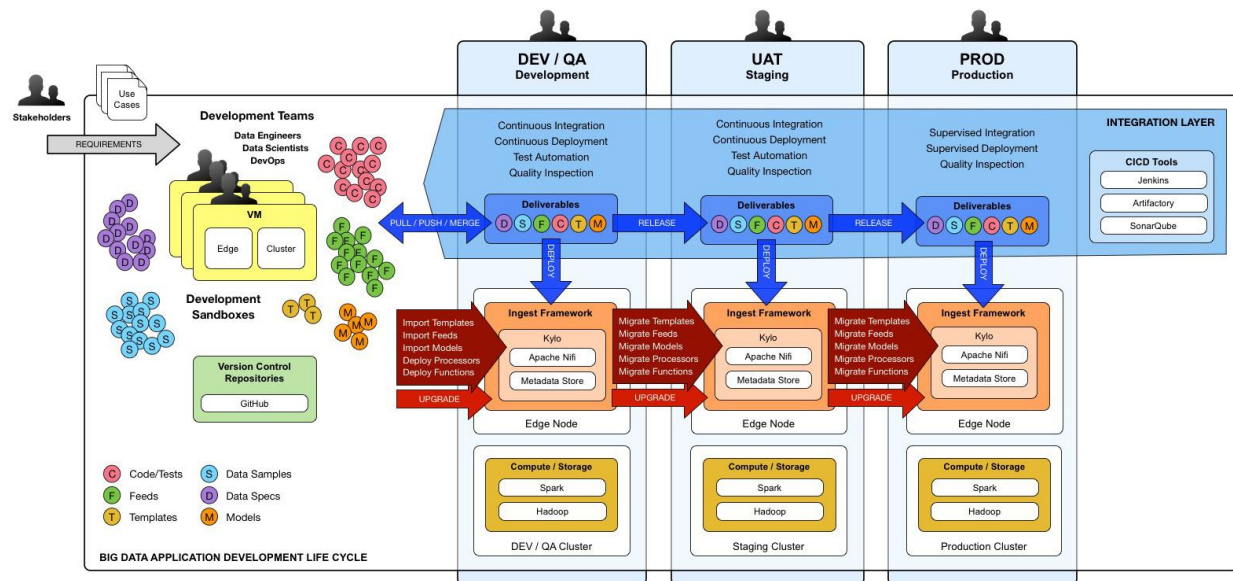 DEV / QA
Development
UAT
Staging
PROD
Production
Stakeholders
Use
Cases
REQUIREMENTS
Development Teams
Data Engineers
Data Scientists
DevOps
VM
Edge
Cluster
C C C C C C C C C C C C C
D D D D D D D D D D D D
F F F F F F F F F F F F
S S S S S S S S S S S S S
T T T
M M M M M
Development
Sandboxes
Version Control
Repositories
GitHub
C Code/Tests
S Data Samples
F Feeds
D Data Specs
T Templates
M Models
BIG DATA APPLICATION DEVELOPMENT LIFE CYCLE
INTEGRATION LAYER
CICD Tools
Jenkins
Artifactory
SonarQube
Continuous Integration
Continuous Deployment
Test Automation
Quality Inspection
Continuous Integration
Continuous Deployment
Test Automation
Quality Inspection
Supervised Integration
Supervised Deployment
Quality Inspection
PULL / PUSH / MERGE
Deliverables
D S F C T M
RELEASE
Deliverables
D S F C T M
RELEASE
Deliverables
D S F C T M
DEPLOY
DEPLOY
DEPLOY
Import Templates
Import Feeds
Import Models
Deploy Processors
Deploy Functions
UPGRADE
Ingest Framework
Kylo
Apache Nifi
Metadata Store
Edge Node
Migrate Templates
Migrate Feeds
Migrate Models
Migrate Processors
Migrate Functions
UPGRADE
Ingest Framework
Kylo
Apache Nifi
Metadata Store
Edge Node
Migrate Templates
Migrate Feeds
Migrate Models
Migrate Processors
Migrate Functions
UPGRADE
Ingest Framework
Kylo
Apache Nifi
Metadata Store
Edge Node
Compute / Storage
Spark
Hadoop
DEV / QA Cluster
Compute / Storage
Spark
Hadoop
Staging Cluster
Compute / Storage
Spark
Hadoop
Production Cluster